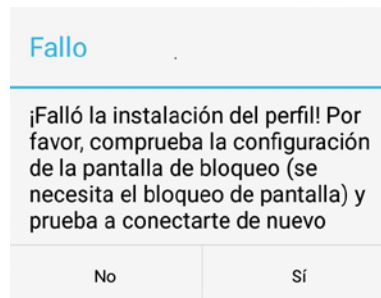 Fallo
¡Falló la instalación del perfil! Por
favor, comprueba la configuración
de la pantalla de bloqueo (se
necesita el bloqueo de pantalla) y
prueba a conectarte de nuevo
No
Sí